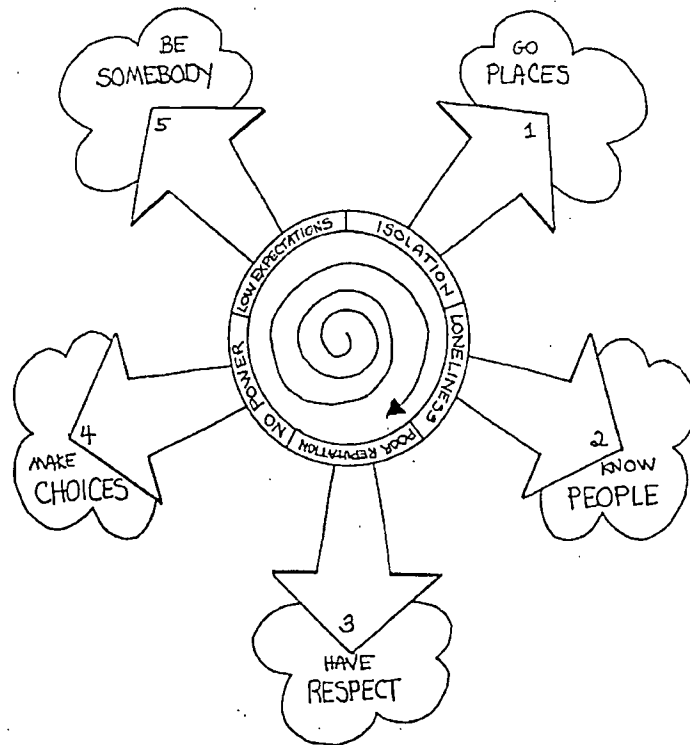 BE
SOMEBODY
5
GO
PLACES
1
LOW EXPECTATIONS
ISOLATION
LONELINESS
POOR REPUTATION
NO POWER
4
MAKE
CHOICES
2
KNOW
PEOPLE
3
HAVE
RESPECT